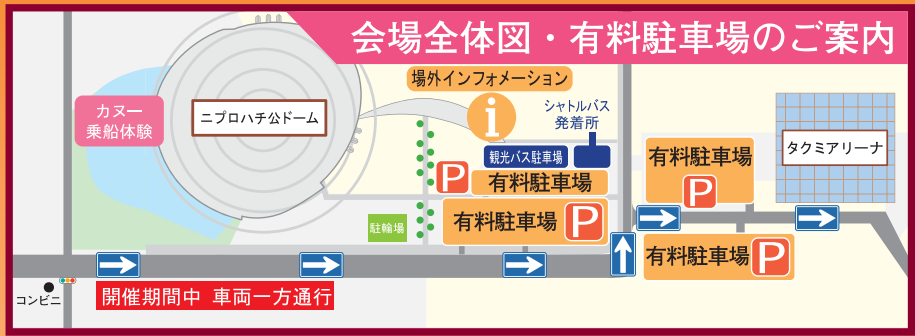 会場全体図・有料駐車場のご案内
場外インフォメーション
i
カヌー
乗船体験
ニプロハチ公ドーム
シャトルバス
発着所
観光バス駐車場
タクミアリーナ
有料駐車場
P
P
有料駐車場
有料駐車場
P
駐輪場
有料駐車場
P
コンビニ
開催期間中 車両一方通行